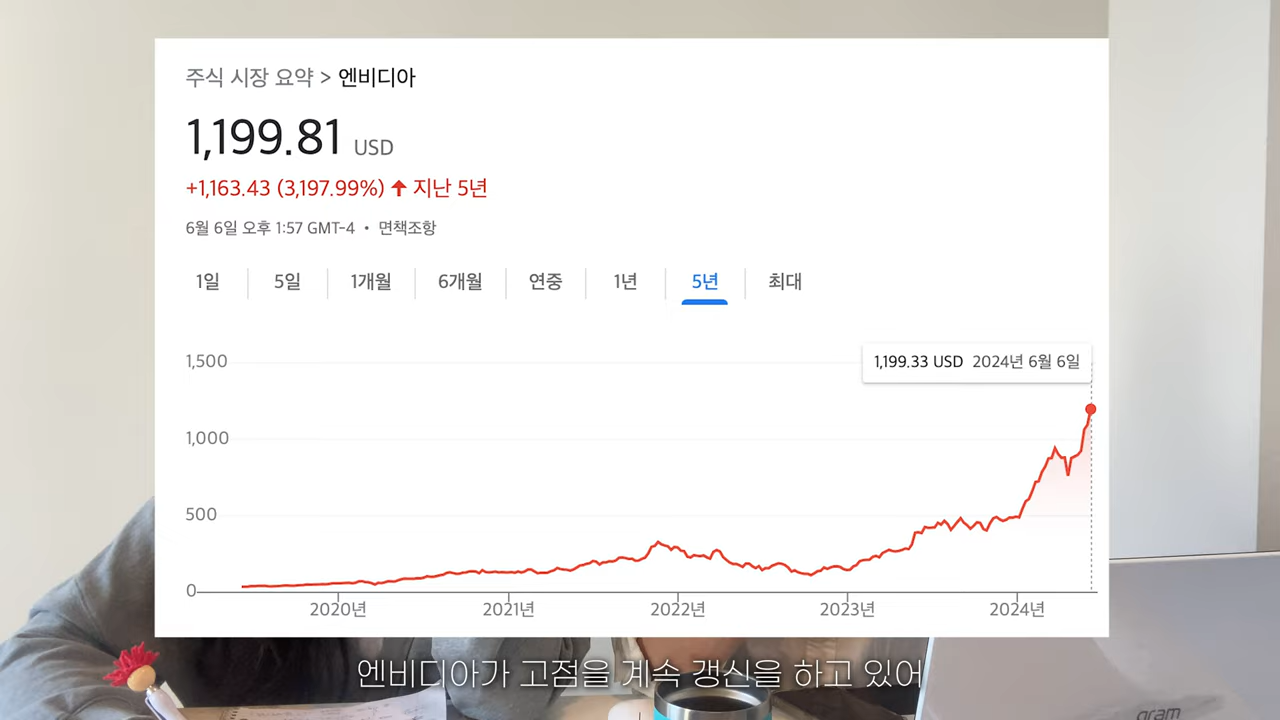 주식 시장 요약 > 엔비디아
1,199.81 USD
+1,163.43 (3,197.99%) ↑ 지난 5년
6월 6일 오후 1:57 GMT-4 • 면책조항
1일 5일 1개월 6개월 연중 1년 5년 최대
1,199.33 USD 2024년 6월 6일
1,500
1,000
500
0
2020년 2021년 2022년 2023년 2024년
엔비디아가 고점을 계속 갱신을 하고 있어
gram